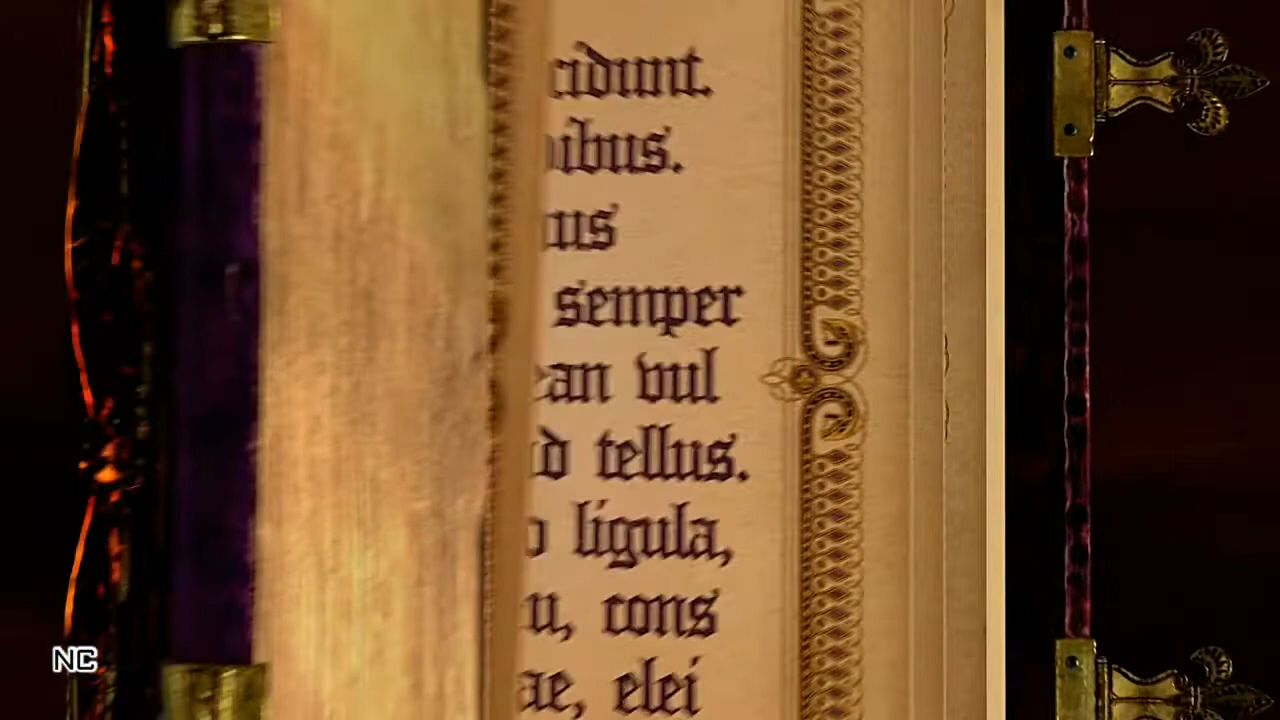 cidunt.
ibus.
us
semper
ean vul
d tellus.
o ligula,
u, cons
ae, elei
NC